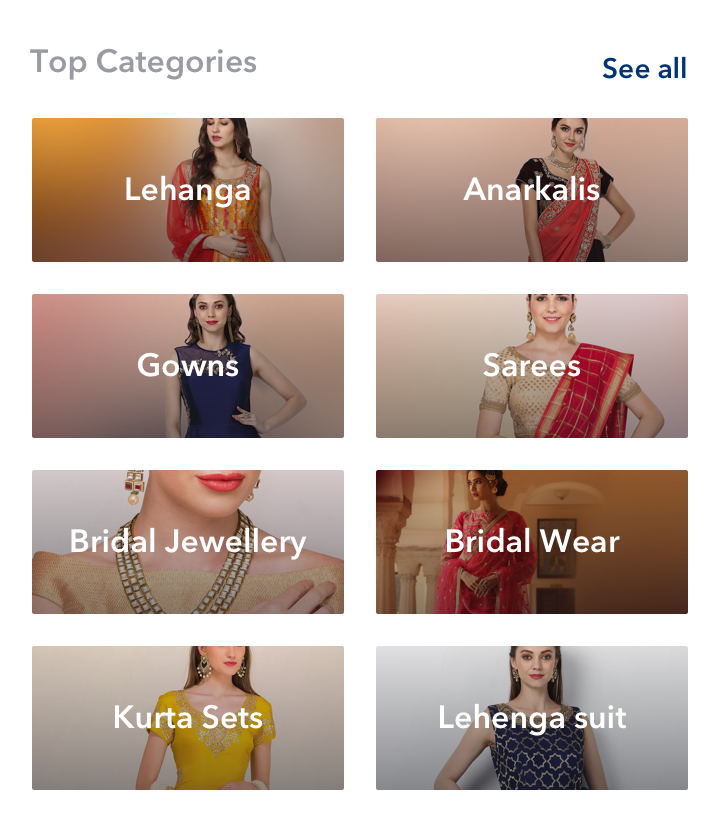 Top Categories
See all
Lehanga
Anarkalis
Gowns
Sarees
Bridal Jewellery
Bridal Wear
Kurta Sets
Lehenga suit